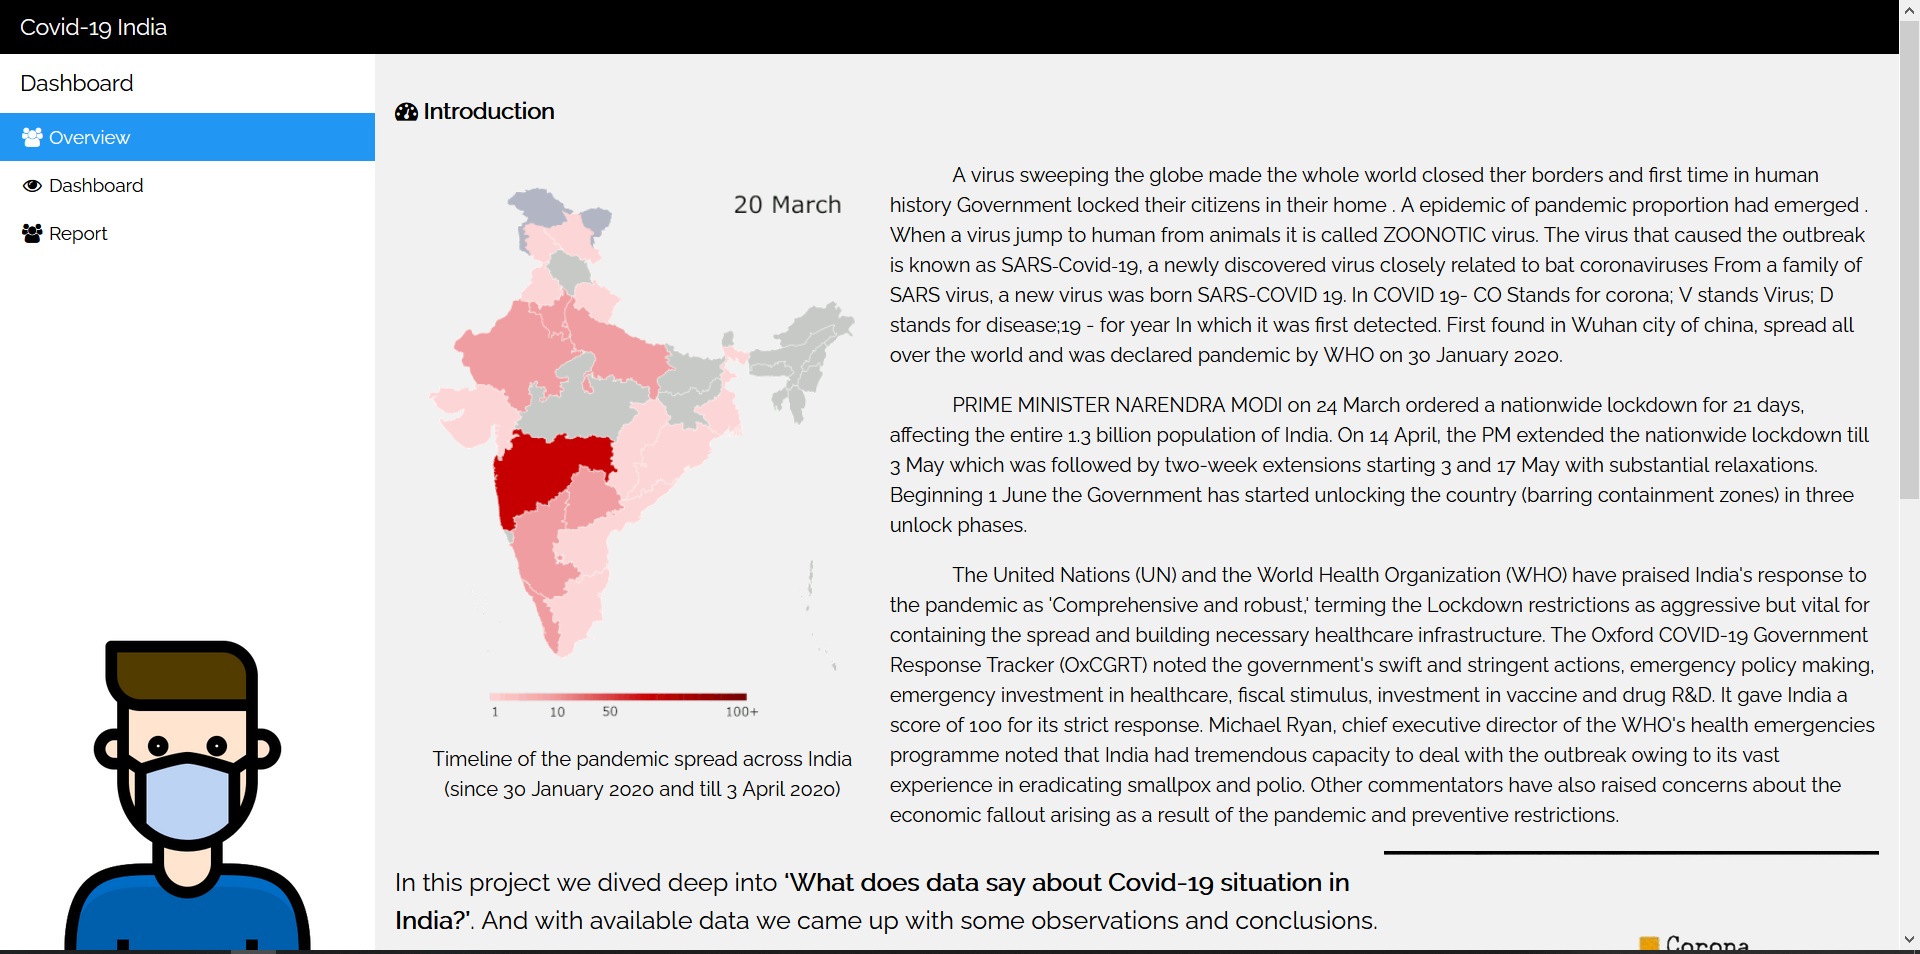 Covid-19 India
Dashboard
Overview
Dashboard
Report
Introduction
20 March
1 10 50 100+
Timeline of the pandemic spread across India
(since 30 January 2020 and till 3 April 2020)
A virus sweeping the globe made the whole world closed ther borders and first time in human
history Government locked their citizens in their home . A epidemic of pandemic proportion had emerged .
When a virus jump to human from animals it is called ZOONOTIC virus. The virus that caused the outbreak
is known as SARS-Covid-19, a newly discovered virus closely related to bat coronaviruses From a family of
SARS virus, a new virus was born SARS-COVID 19. In COVID 19- CO Stands for corona; V stands Virus; D
stands for disease;19 - for year In which it was first detected. First found in Wuhan city of china, spread all
over the world and was declared pandemic by WHO on 30 January 2020.
PRIME MINISTER NARENDRA MODI on 24 March ordered a nationwide lockdown for 21 days,
affecting the entire 1.3 billion population of India. On 14 April, the PM extended the nationwide lockdown till
3 May which was followed by two-week extensions starting 3 and 17 May with substantial relaxations.
Beginning 1 June the Government has started unlocking the country (barring containment zones) in three
unlock phases.
The United Nations (UN) and the World Health Organization (WHO) have praised India's response to
the pandemic as 'Comprehensive and robust,' terming the Lockdown restrictions as aggressive but vital for
containing the spread and building necessary healthcare infrastructure. The Oxford COVID-19 Government
Response Tracker (OxCGRT) noted the government's swift and stringent actions, emergency policy making,
emergency investment in healthcare, fiscal stimulus, investment in vaccine and drug R&D. It gave India a
score of 100 for its strict response. Michael Ryan, chief executive director of the WHO's health emergencies
programme noted that India had tremendous capacity to deal with the outbreak owing to its vast
experience in eradicating smallpox and polio. Other commentators have also raised concerns about the
economic fallout arising as a result of the pandemic and preventive restrictions.
In this project we dived deep into ‘What does data say about Covid-19 situation in
India?’. And with available data we came up with some observations and conclusions.
Corona